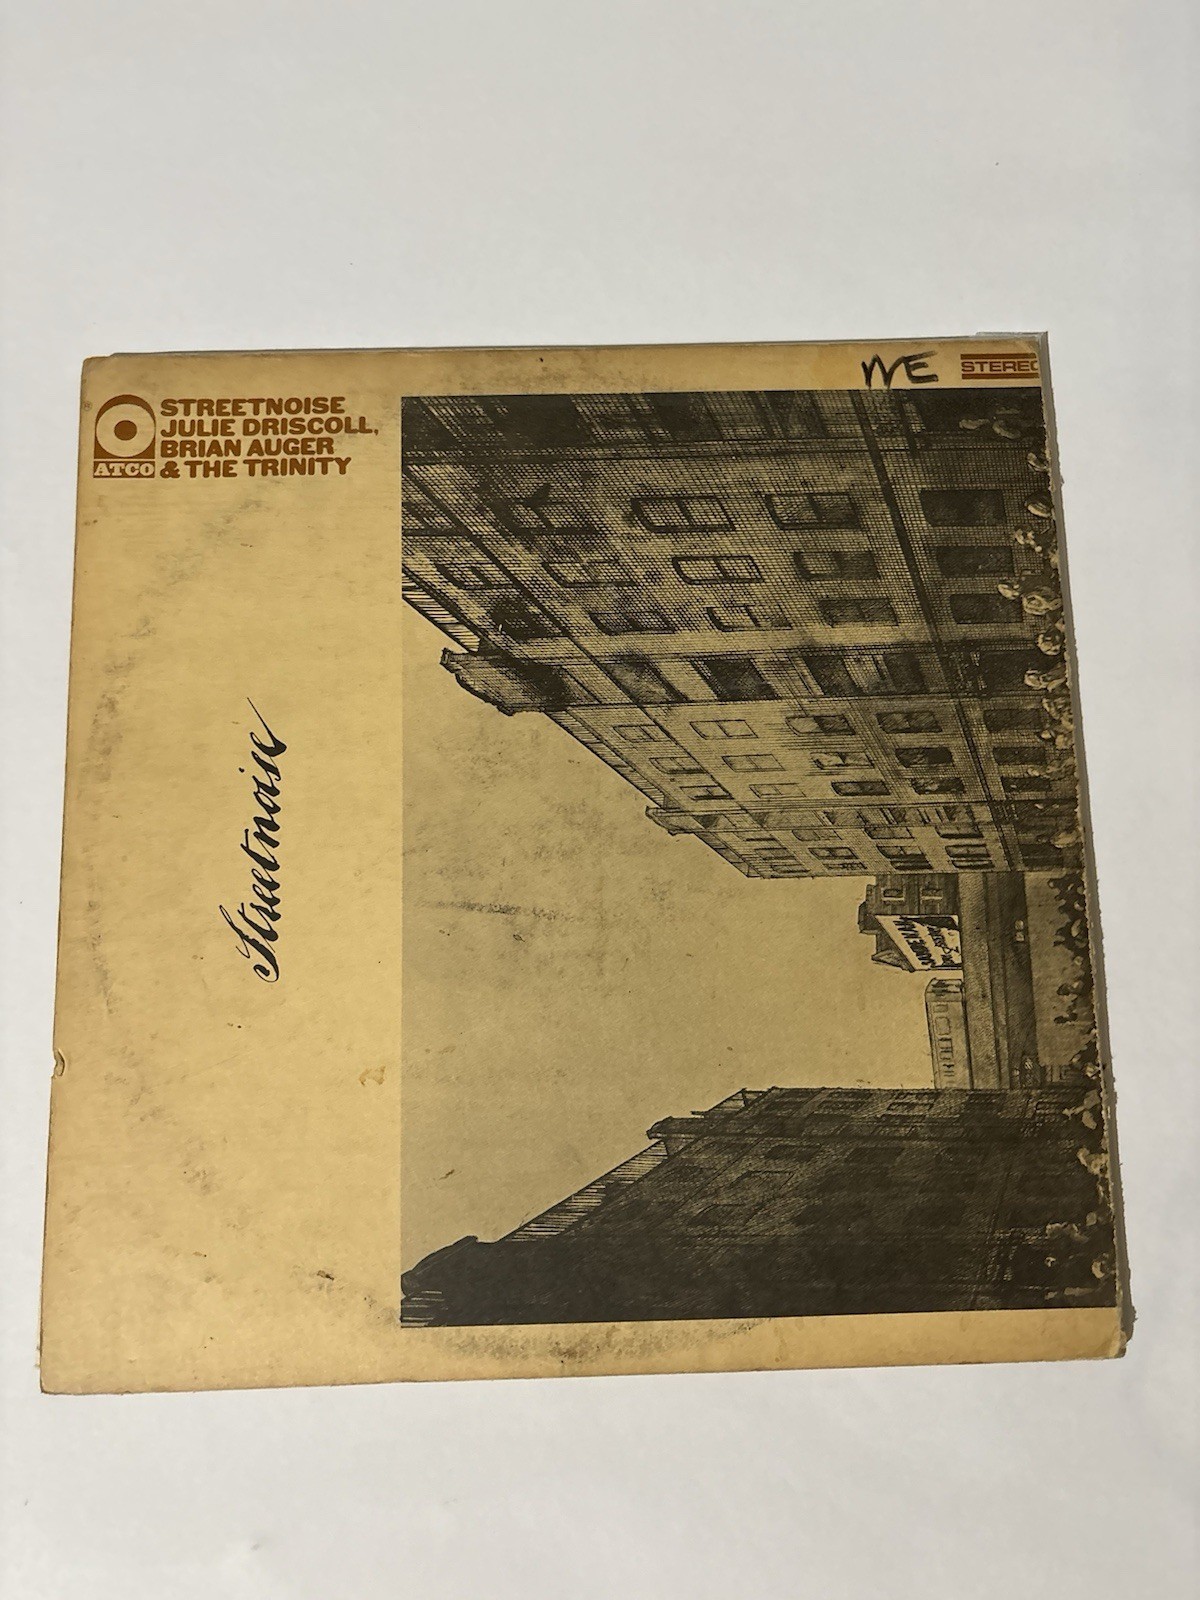 WE
STEREO
STREETNOISE
JULIE DRISCOLL,
BRIAN AUGER
& THE TRINITY
ATCO
Streetnoise